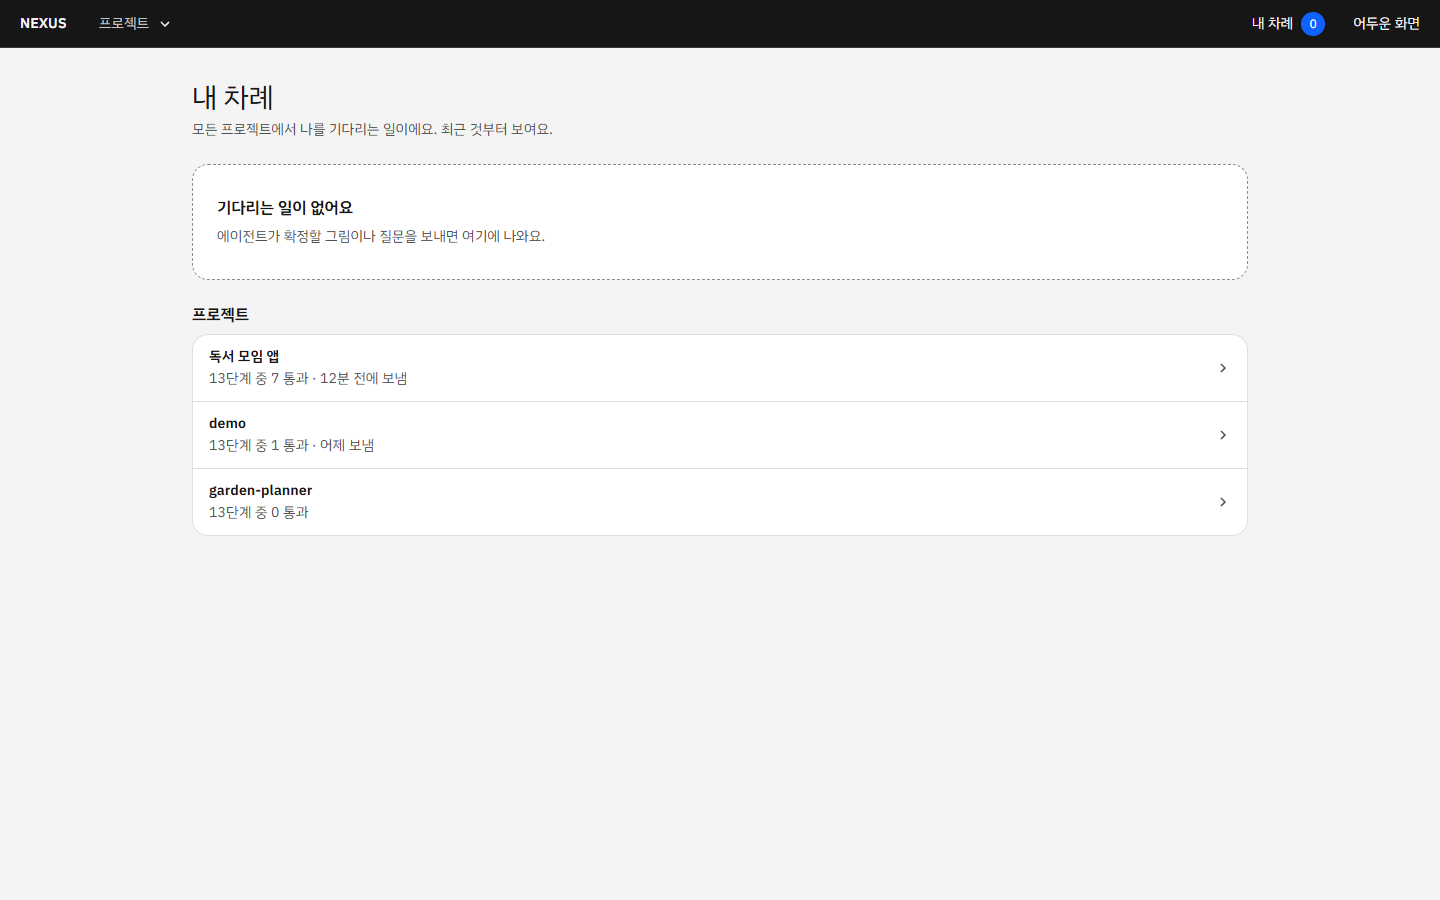 NEXUS 프로젝트 내 차례 0 어두운 화면
내 차례
모든 프로젝트에서 나를 기다리는 일이에요. 최근 것부터 보여요.
기다리는 일이 없어요
에이전트가 확정할 그림이나 질문을 보내면 여기에 나와요.
프로젝트
독서 모임 앱
13단계 중 7 통과 · 12분 전에 보냄
demo
13단계 중 1 통과 · 어제 보냄
garden-planner
13단계 중 0 통과